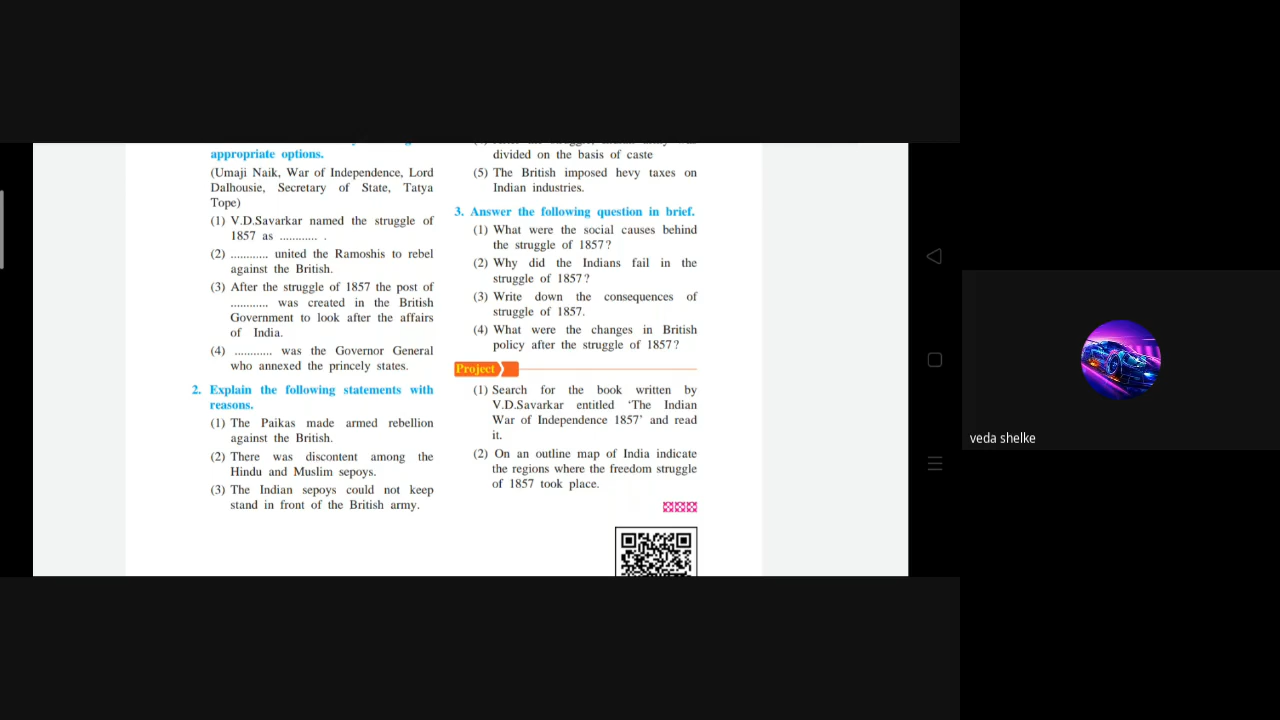 appropriate options.
(Umaji Naik, War of Independence, Lord
Dalhousie, Secretary of State, Tatya
Tope)
(1) V.D.Savarkar named the struggle of
1857 as ............ .
(2) ............ united the Ramoshis to rebel
against the British.
(3) After the struggle of 1857 the post of
............ was created in the British
Government to look after the affairs
of India.
(4) ............ was the Governor General
who annexed the princely states.
2. Explain the following statements with
reasons.
(1) The Paikas made armed rebellion
against the British.
(2) There was discontent among the
Hindu and Muslim sepoys.
(3) The Indian sepoys could not keep
stand in front of the British army.
divided on the basis of caste
(5) The British imposed hevy taxes on
Indian industries.
3. Answer the following question in brief.
(1) What were the social causes behind
the struggle of 1857?
(2) Why did the Indians fail in the
struggle of 1857?
(3) Write down the consequences of
struggle of 1857.
(4) What were the changes in British
policy after the struggle of 1857?
Project
(1) Search for the book written by
V.D.Savarkar entitled ‘The Indian
War of Independence 1857’ and read
it.
(2) On an outline map of India indicate
the regions where the freedom struggle
of 1857 took place.
veda shelke